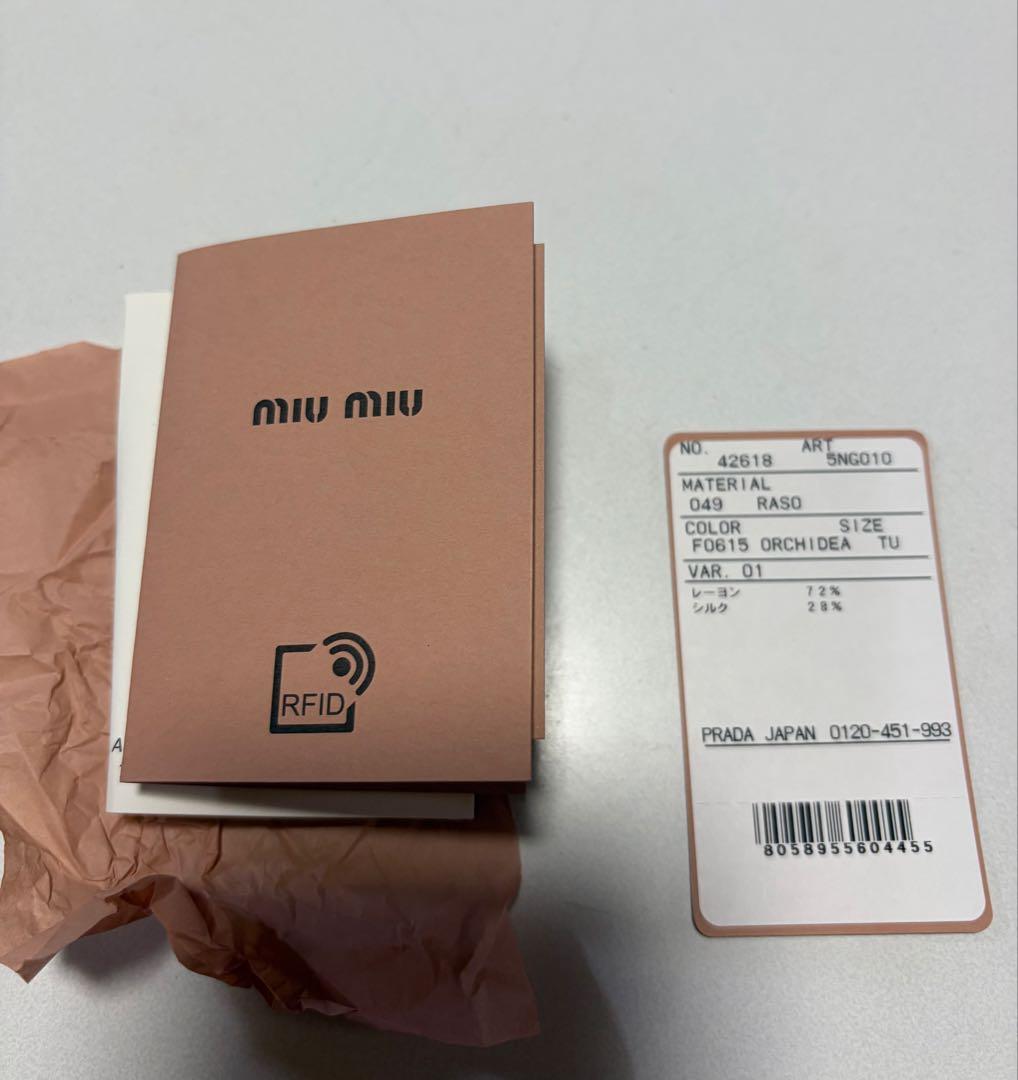 miu miu
RFID
A
NO. ART
42618 5NG010
MATERIAL
049 RASO
COLOR SIZE
F0615 ORCHIDEA TU
VAR. 01
レーヨン 72%
シルク 28%
PRADA JAPAN 0120-451-993
8058955604455